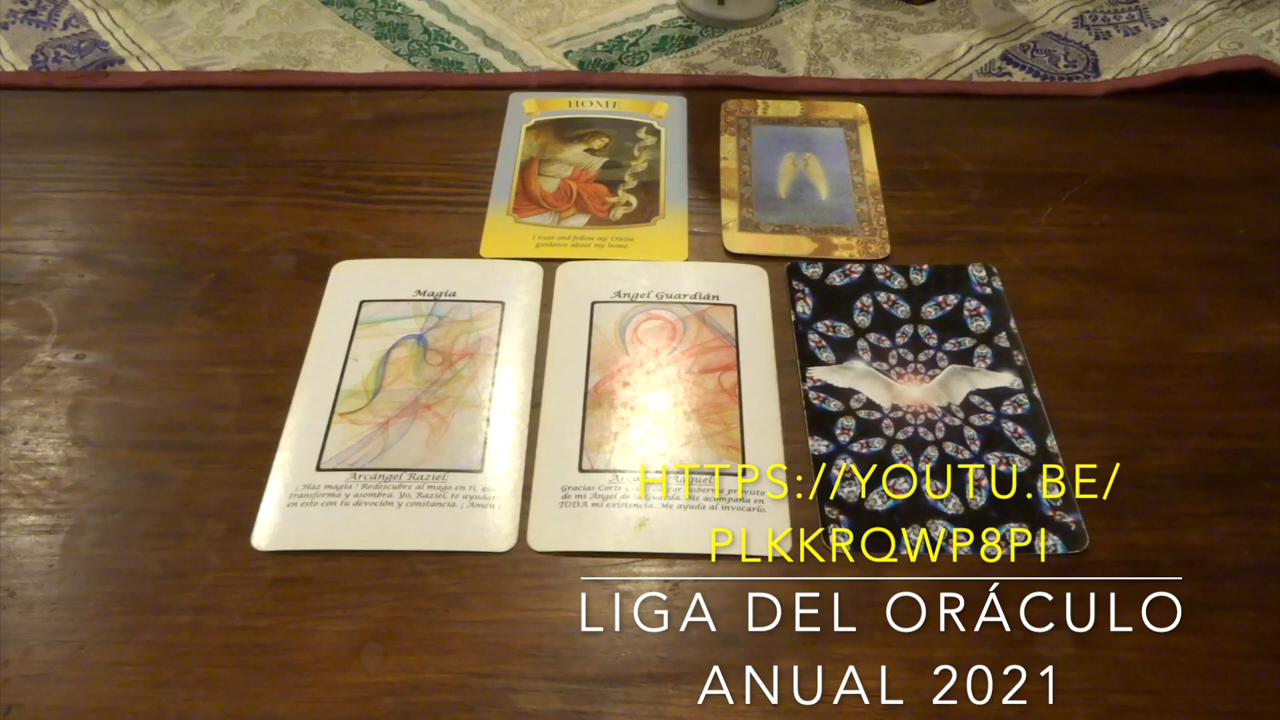 HOME
I trust and follow my Divine
guidance about my home.
Magia
Arcángel Raziel:
¡ Haz magia ! Redescubre al mago en ti, que
transforma y asombra. Yo, Raziel, te ayudaré
en esto con tu devoción y constancia. ¡ Amén !
Ángel Guardián
Raguel:
Gracias
de mi Ángel de la Guarda. Me acompaña en
TODA mi existencia. Me ayuda al invocarlo.
HTTPS://YOUTU.BE/
PLKKRQWP8PI
LIGA DEL ORÁCULO
ANUAL 2021